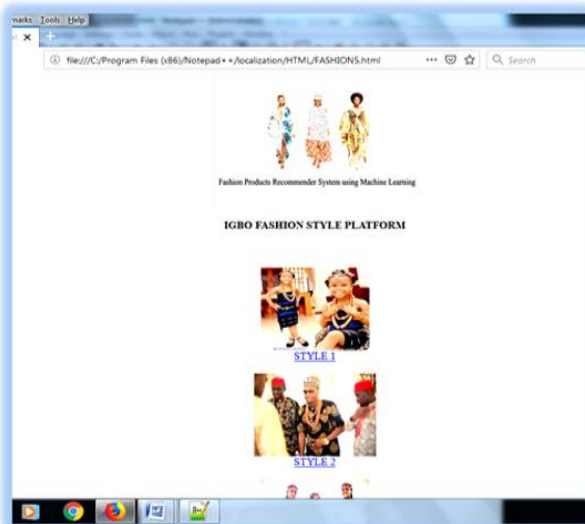 marks Tools Help
file:///C:/Program Files (x86)/Notepad++/localization/HTML/FASHION5.html
Search
Fashion Products Recommender System using Machine Learning
IGBO FASHION STYLE PLATFORM
STYLE 1
STYLE 2